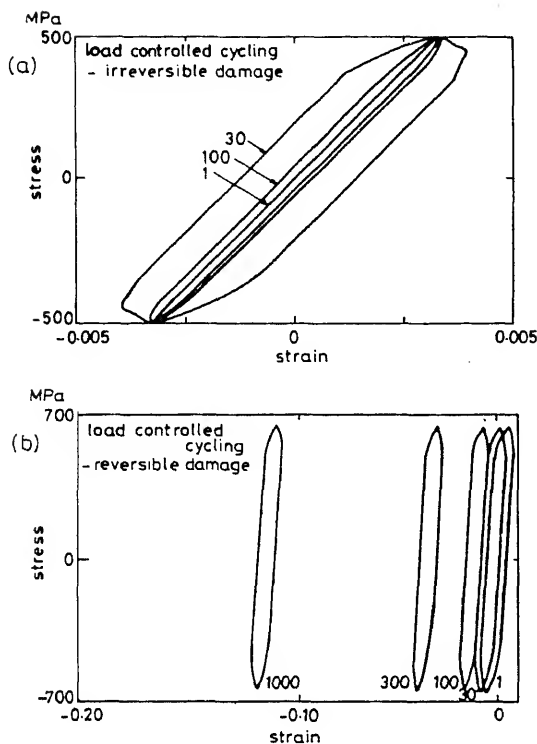 MPa
500
(a)
load controlled cycling
- irreversible damage
30
100
1
stress
0
-500
-0·005
0
0·005
strain
MPa
700
(b)
load controlled
cycling
- reversible damage
stress
0
1000
300
100
30
1
-700
-0·20
-0·10
0
strain